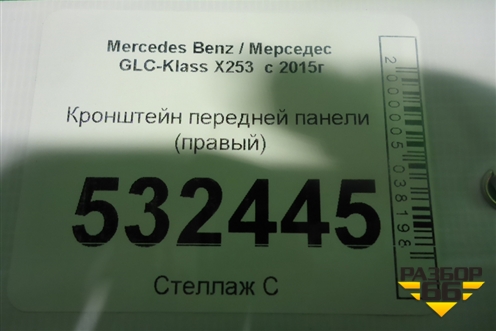 Mercedes Benz / Мерседес
GLC-Klass X253 с 2015г
Кронштейн передней панели
(правый)
532445
Стеллаж С
2000005038198
РАЗБОР
66